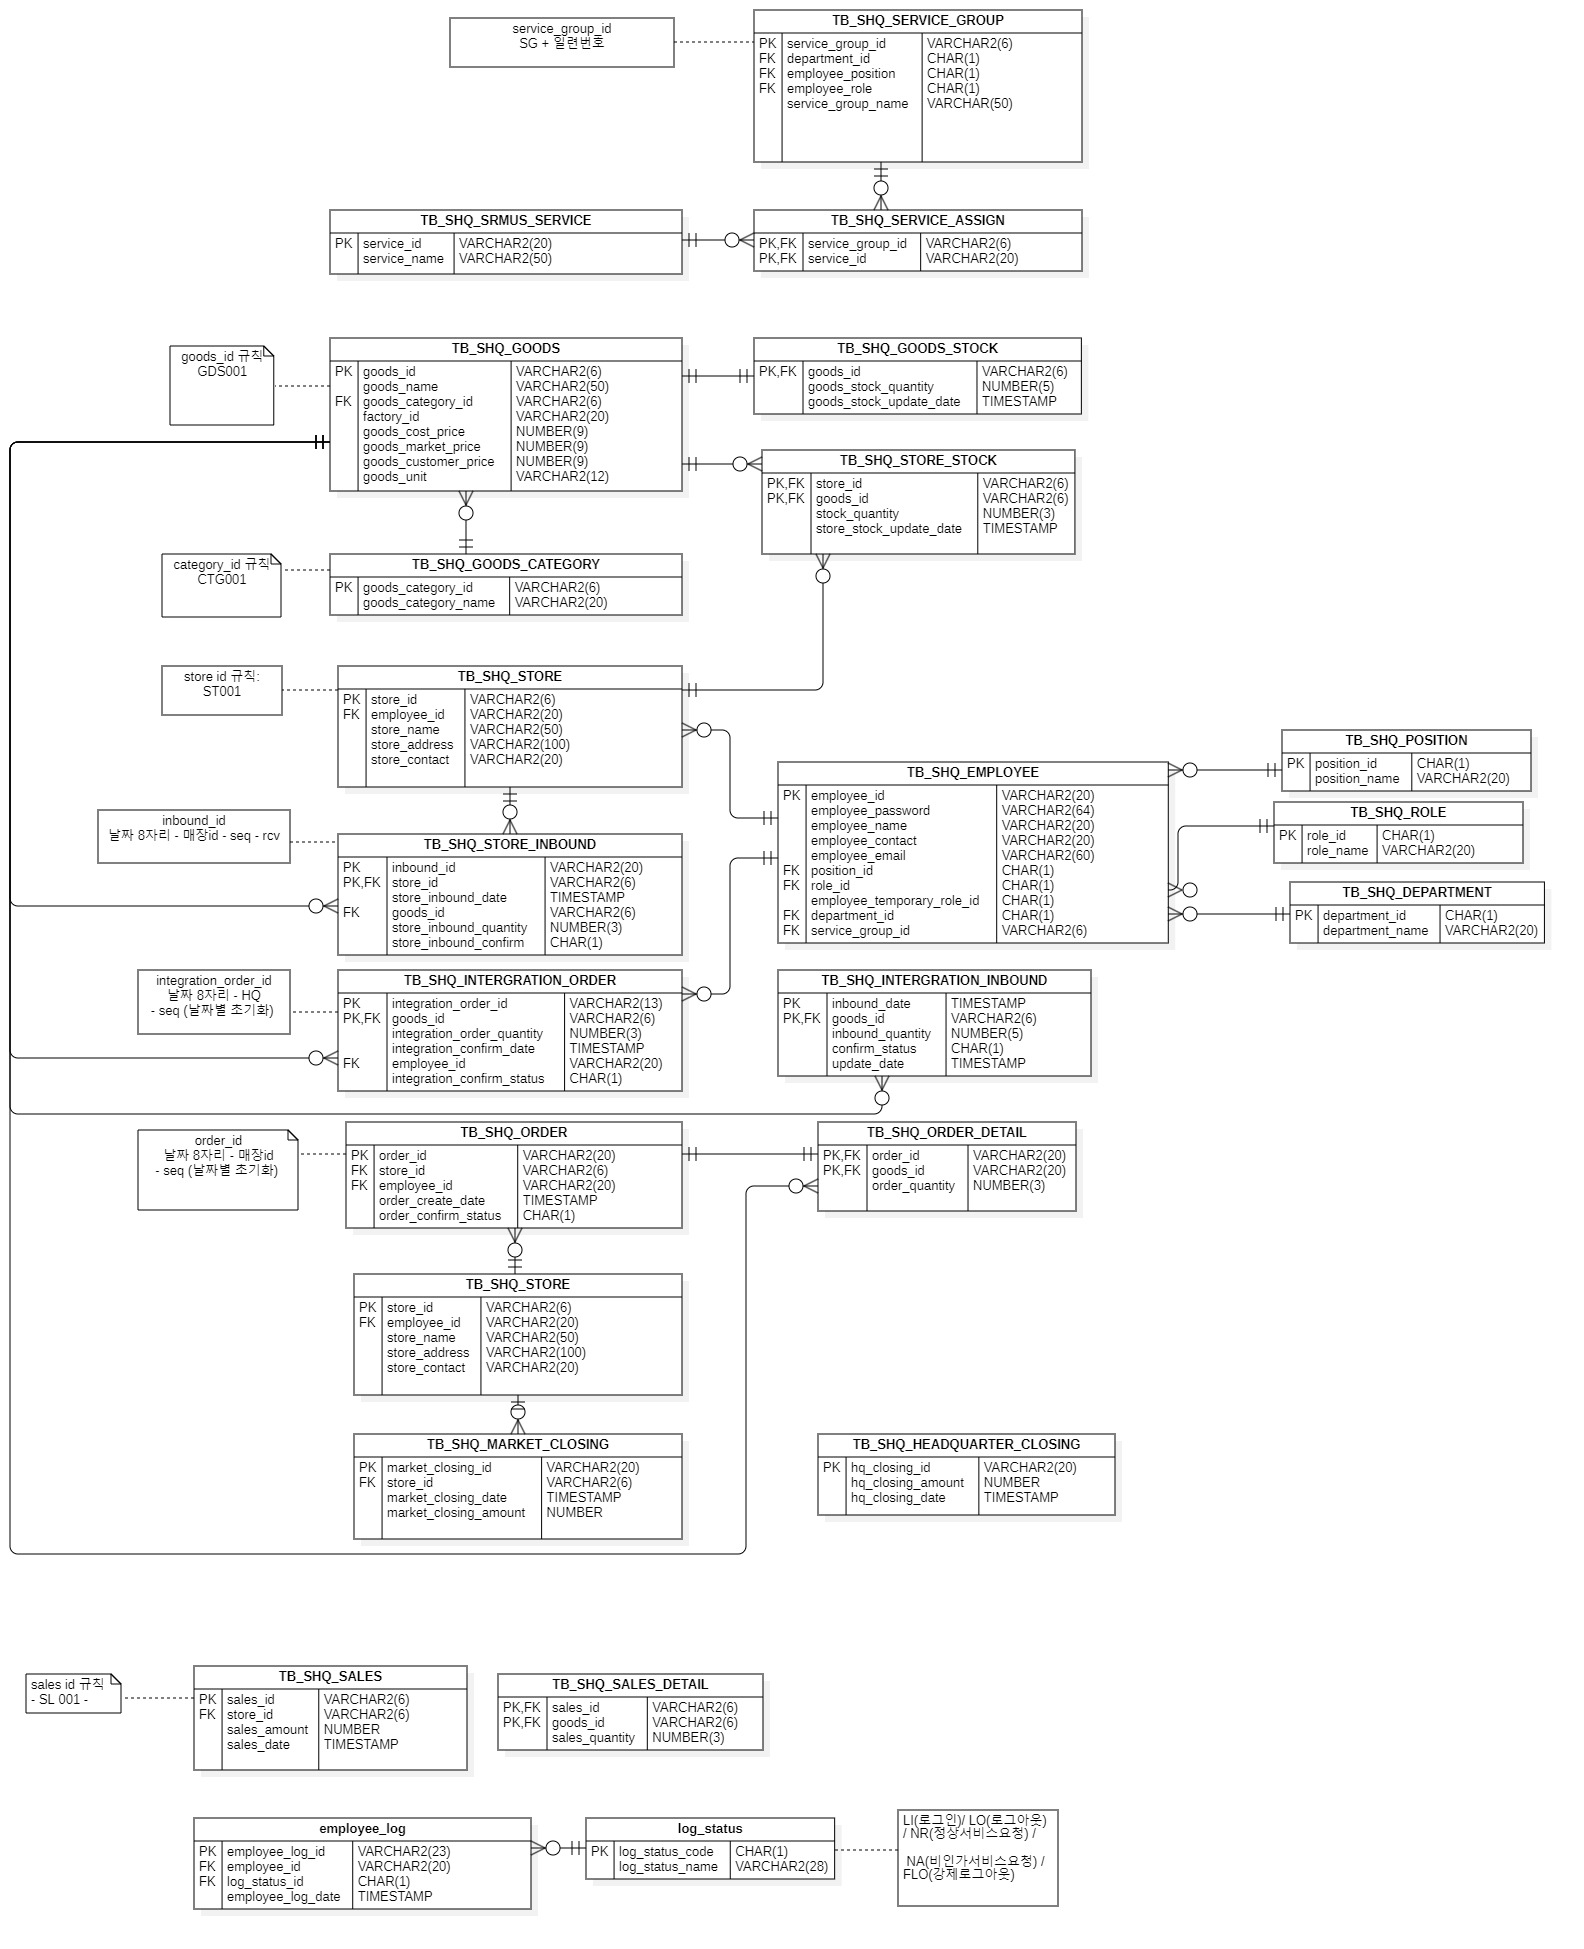 service_group_id
SG + 일련번호
TB_SHQ_SERVICE_GROUP
PK service_group_id VARCHAR2(6)
FK department_id CHAR(1)
FK employee_position CHAR(1)
FK employee_role CHAR(1)
service_group_name VARCHAR(50)
TB_SHQ_SRMUS_SERVICE
PK service_id VARCHAR2(20)
service_name VARCHAR2(50)
TB_SHQ_SERVICE_ASSIGN
PK,FK service_group_id VARCHAR2(6)
PK,FK service_id VARCHAR2(20)
goods_id 규칙
GDS001
TB_SHQ_GOODS
PK goods_id VARCHAR2(6)
goods_name VARCHAR2(50)
FK goods_category_id VARCHAR2(6)
factory_id VARCHAR2(20)
goods_cost_price NUMBER(9)
goods_market_price NUMBER(9)
goods_customer_price NUMBER(9)
goods_unit VARCHAR2(12)
TB_SHQ_GOODS_STOCK
PK,FK goods_id VARCHAR2(6)
goods_stock_quantity NUMBER(5)
goods_stock_update_date TIMESTAMP
TB_SHQ_STORE_STOCK
PK,FK store_id VARCHAR2(6)
PK,FK goods_id VARCHAR2(6)
stock_quantity NUMBER(3)
store_stock_update_date TIMESTAMP
category_id 규칙
CTG001
TB_SHQ_GOODS_CATEGORY
PK goods_category_id VARCHAR2(6)
goods_category_name VARCHAR2(20)
store id 규칙:
ST001
TB_SHQ_STORE
PK store_id VARCHAR2(6)
FK employee_id VARCHAR2(20)
store_name VARCHAR2(50)
store_address VARCHAR2(100)
store_contact VARCHAR2(20)
TB_SHQ_EMPLOYEE
PK employee_id VARCHAR2(20)
employee_password VARCHAR2(64)
employee_name VARCHAR2(20)
employee_contact VARCHAR2(20)
employee_email VARCHAR2(60)
FK position_id CHAR(1)
FK role_id CHAR(1)
employee_temporary_role_id CHAR(1)
FK department_id CHAR(1)
FK service_group_id VARCHAR2(6)
TB_SHQ_POSITION
PK position_id CHAR(1)
position_name VARCHAR2(20)
TB_SHQ_ROLE
PK role_id CHAR(1)
role_name VARCHAR2(20)
TB_SHQ_DEPARTMENT
PK department_id CHAR(1)
department_name VARCHAR2(20)
inbound_id
날짜 8자리 - 매장id - seq - rcv
TB_SHQ_STORE_INBOUND
PK inbound_id VARCHAR2(20)
PK,FK store_id VARCHAR2(6)
store_inbound_date TIMESTAMP
FK goods_id VARCHAR2(6)
store_inbound_quantity NUMBER(3)
store_inbound_confirm CHAR(1)
integration_order_id
날짜 8자리 - HQ
- seq (날짜별 초기화)
TB_SHQ_INTERGRATION_ORDER
PK integration_order_id VARCHAR2(13)
PK,FK goods_id VARCHAR2(6)
integration_order_quantity NUMBER(3)
integration_confirm_date TIMESTAMP
FK employee_id VARCHAR2(20)
integration_confirm_status CHAR(1)
TB_SHQ_INTERGRATION_INBOUND
PK inbound_date TIMESTAMP
PK,FK goods_id VARCHAR2(6)
inbound_quantity NUMBER(5)
confirm_status CHAR(1)
update_date TIMESTAMP
order_id
날짜 8자리 - 매장id
- seq (날짜별 초기화)
TB_SHQ_ORDER
PK order_id VARCHAR2(20)
FK store_id VARCHAR2(6)
FK employee_id VARCHAR2(20)
order_create_date TIMESTAMP
order_confirm_status CHAR(1)
TB_SHQ_ORDER_DETAIL
PK,FK order_id VARCHAR2(20)
PK,FK goods_id VARCHAR2(20)
order_quantity NUMBER(3)
TB_SHQ_STORE
PK store_id VARCHAR2(6)
FK employee_id VARCHAR2(20)
store_name VARCHAR2(50)
store_address VARCHAR2(100)
store_contact VARCHAR2(20)
TB_SHQ_MARKET_CLOSING
PK market_closing_id VARCHAR2(20)
FK store_id VARCHAR2(6)
market_closing_date TIMESTAMP
market_closing_amount NUMBER
TB_SHQ_HEADQUARTER_CLOSING
PK hq_closing_id VARCHAR2(20)
hq_closing_amount NUMBER
hq_closing_date TIMESTAMP
sales id 규칙
- SL 001 -
TB_SHQ_SALES
PK sales_id VARCHAR2(6)
FK store_id VARCHAR2(6)
sales_amount NUMBER
sales_date TIMESTAMP
TB_SHQ_SALES_DETAIL
PK,FK sales_id VARCHAR2(6)
PK,FK goods_id VARCHAR2(6)
sales_quantity NUMBER(3)
employee_log
PK employee_log_id VARCHAR2(23)
FK employee_id VARCHAR2(20)
FK log_status_id CHAR(1)
employee_log_date TIMESTAMP
log_status
PK log_status_code CHAR(1)
log_status_name VARCHAR2(28)
LI(로그인)/ LO(로그아웃)
/ NR(정상서비스요청) /
NA(비인가서비스요청) /
FLO(강제로그아웃)